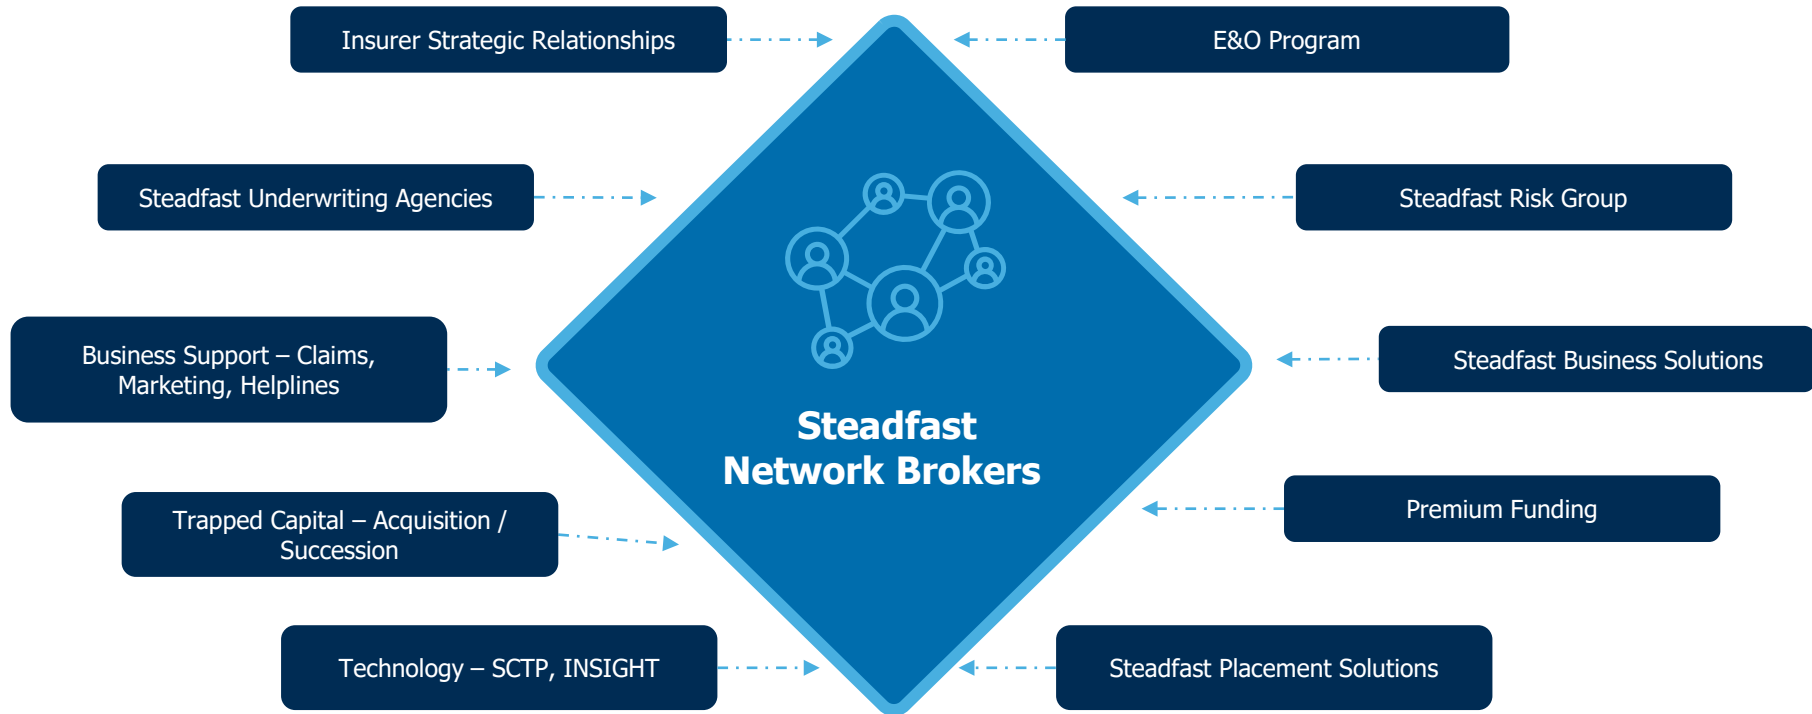 Insurer Strategic Relationships
E&O Program
Steadfast Underwriting Agencies
Steadfast Risk Group
Business Support – Claims,
Marketing, Helplines
Steadfast Business Solutions
Steadfast
Network Brokers
Trapped Capital – Acquisition /
Succession
Premium Funding
Technology – SCTP, INSIGHT
Steadfast Placement Solutions